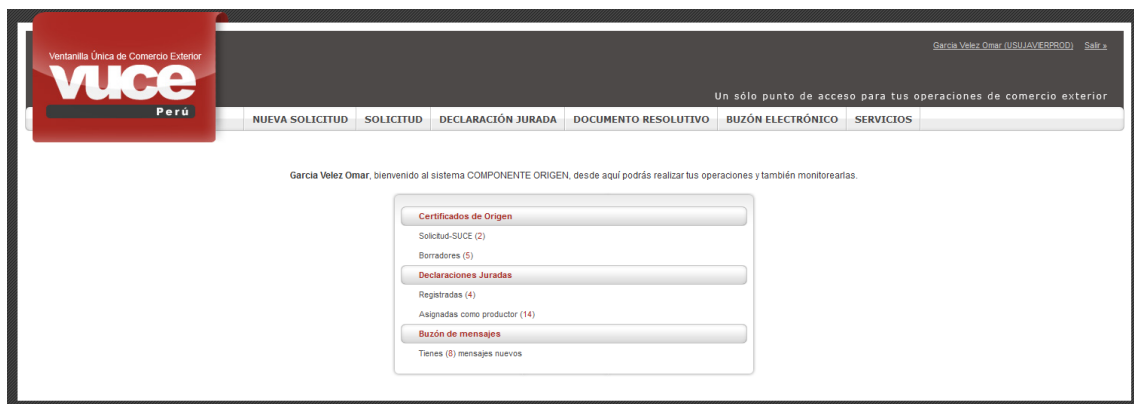 Ventanilla Única de Comercio Exterior
vuce
Perú
Garcia Velez Omar (USUJAVIERPROD) Salir »
Un sólo punto de acceso para tus operaciones de comercio exterior
NUEVA SOLICITUD SOLICITUD DECLARACIÓN JURADA DOCUMENTO RESOLUTIVO BUZÓN ELECTRÓNICO SERVICIOS
Garcia Velez Omar, bienvenido al sistema COMPONENTE ORIGEN, desde aquí podrás realizar tus operaciones y también monitorearlas.
Certificados de Origen
Solicitud-SUCE (2)
Borradores (5)
Declaraciones Juradas
Registradas (4)
Asignadas como productor (14)
Buzón de mensajes
Tienes (8) mensajes nuevos